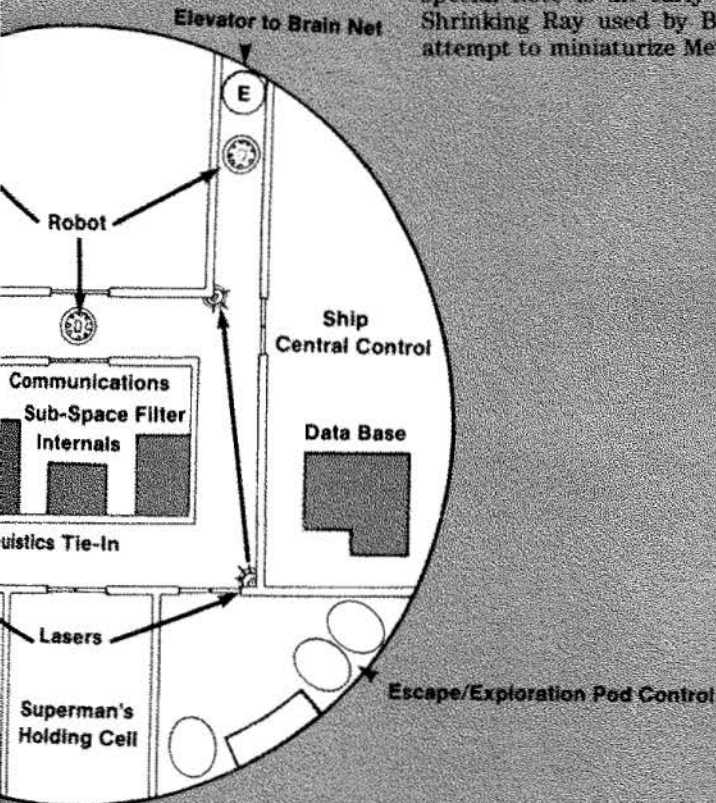 Elevator to Brain Net
Shrinking Ray used by B
attempt to miniaturize Me
E
Robot
Ship
Central Control
Communications
Sub-Space Filter
Internals
Data Base
uistics Tie-In
Lasers
Superman's
Holding Cell
Escape/Exploration Pod Control